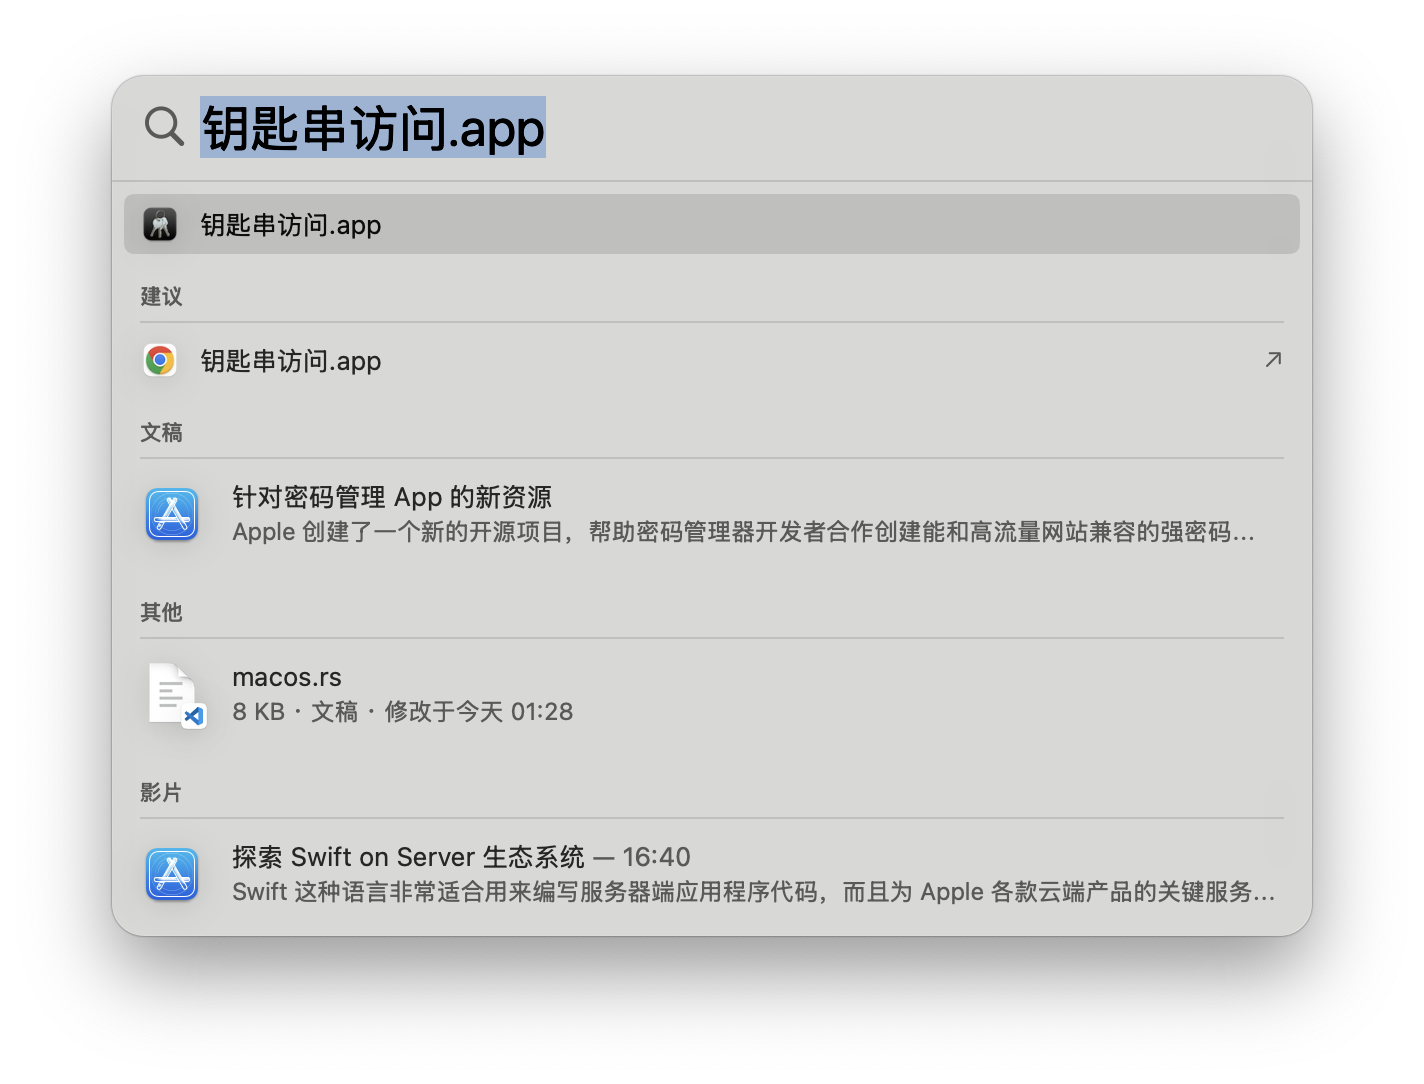 钥匙串访问.app
钥匙串访问.app
建议
钥匙串访问.app
文稿
针对密码管理 App 的新资源
Apple 创建了一个新的开源项目，帮助密码管理器开发者合作创建能和高流量网站兼容的强密码...
其他
macos.rs
8 KB · 文稿 · 修改于今天 01:28
影片
探索 Swift on Server 生态系统 — 16:40
Swift 这种语言非常适合用来编写服务器端应用程序代码，而且为 Apple 各款云端产品的关键服务...